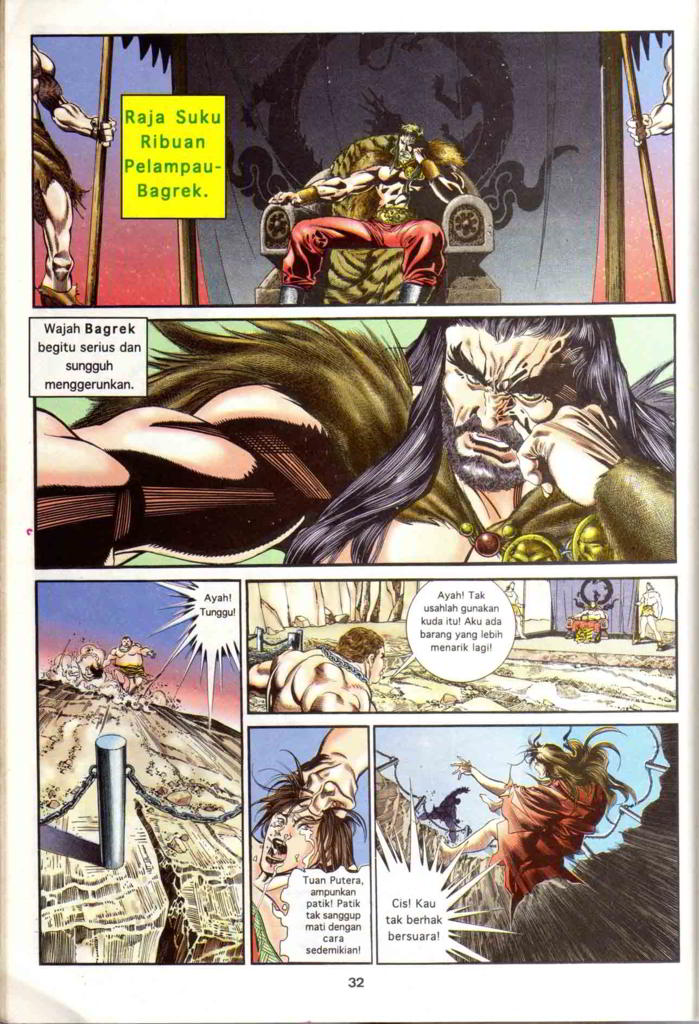 Raja Suku
Ribuan
Pelampau-
Bagrek.
Wajah Bagrek
begitu serius dan
sungguh
menggerunkan.
Ayah!
Tunggu!
Ayah! Tak
usahlah gunakan
kuda itu! Aku ada
barang yang lebih
menarik lagi!
Tuan Putera,
ampunkan
patik! Patik
tak sanggup
mati dengan
cara
sedemikian!
Cis! Kau
tak berhak
bersuara!
32